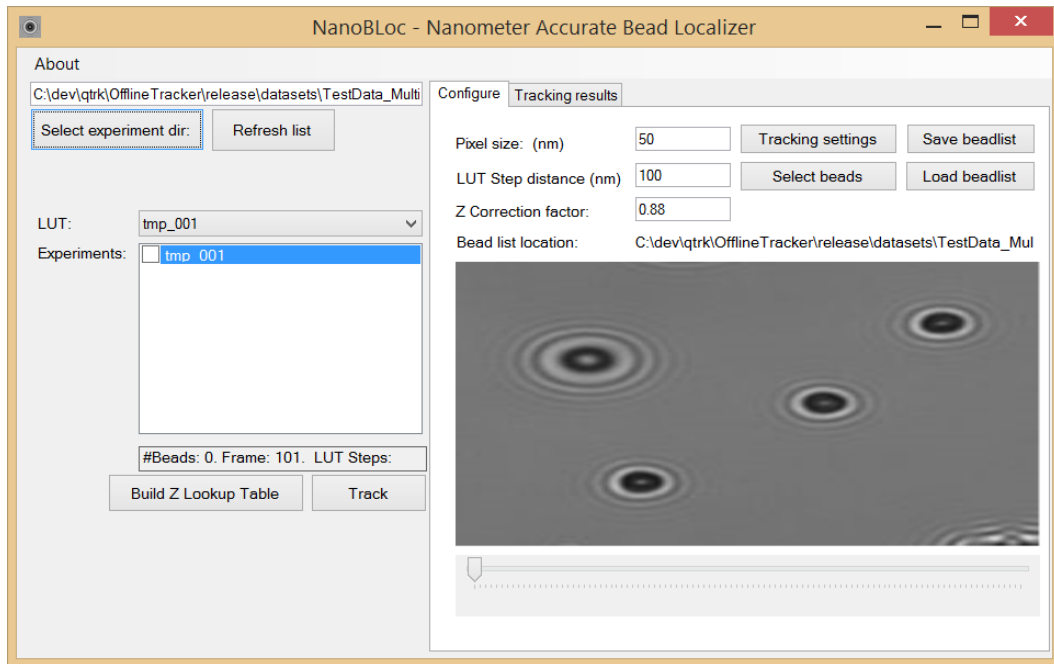 NanoBLoc - Nanometer Accurate Bead Localizer
About
C:\dev\qtrk\OfflineTracker\release\datasets\TestData_Multi
Select experiment dir:
Refresh list
LUT:
tmp_001
Experiments:
tmp_001
#Beads: 0. Frame: 101. LUT Steps:
Build Z Lookup Table
Track
Configure
Tracking results
Pixel size: (nm)
50
Tracking settings
Save beadlist
LUT Step distance (nm)
100
Select beads
Load beadlist
Z Correction factor:
0.88
Bead list location:
C:\dev\qtrk\OfflineTracker\release\datasets\TestData_Mul